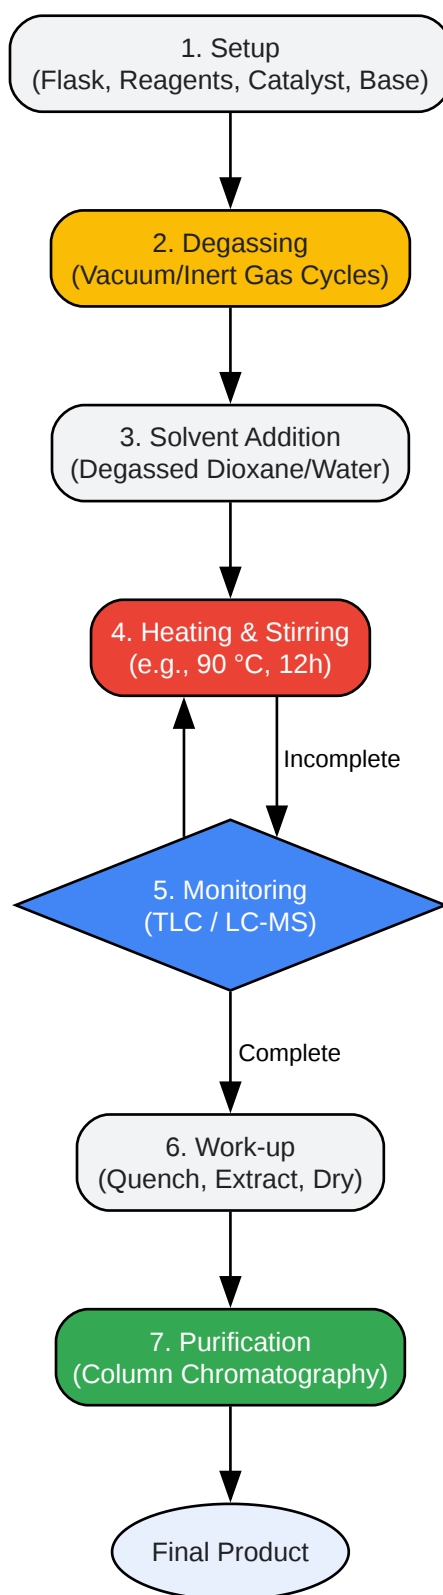 1. Setup
(Flask, Reagents, Catalyst, Base)
2. Degassing
(Vacuum/Inert Gas Cycles)
3. Solvent Addition
(Degassed Dioxane/Water)
4. Heating & Stirring
(e.g., 90 °C, 12h)
Incomplete
5. Monitoring
(TLC / LC-MS)
Complete
6. Work-up
(Quench, Extract, Dry)
7. Purification
(Column Chromatography)
Final Product